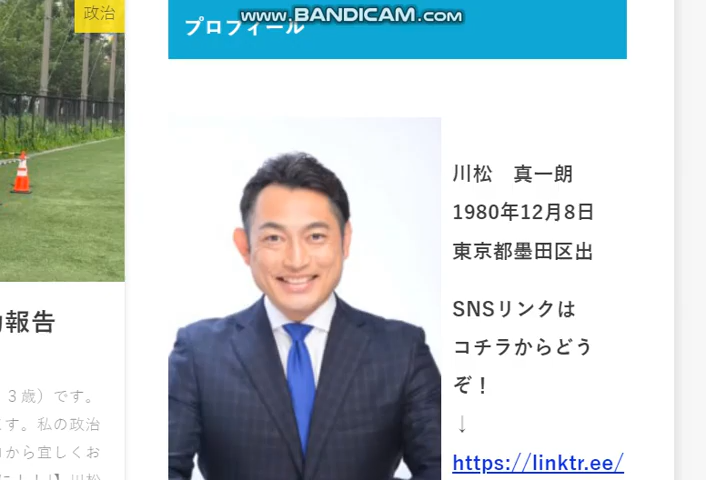 www.BANDICAM.com
政治
プロフィール
川松　真一朗
1980年12月8日
東京都墨田区出
SNSリンクは
コチラからどう
ぞ！
↓
https://linktr.ee/
報告
３歳）です。
す。私の政治
から宜しくお
川松